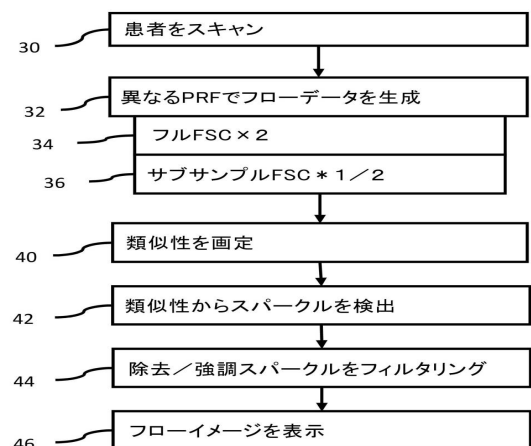 30 患者をスキャン
32 異なるPRFでフローデータを生成
34 フルFSC×2
36 サブサンプルFSC*1/2
40 類似性を画定
42 類似性からスパークルを検出
44 除去/強調スパークルをフィルタリング
46 フローイメージを表示